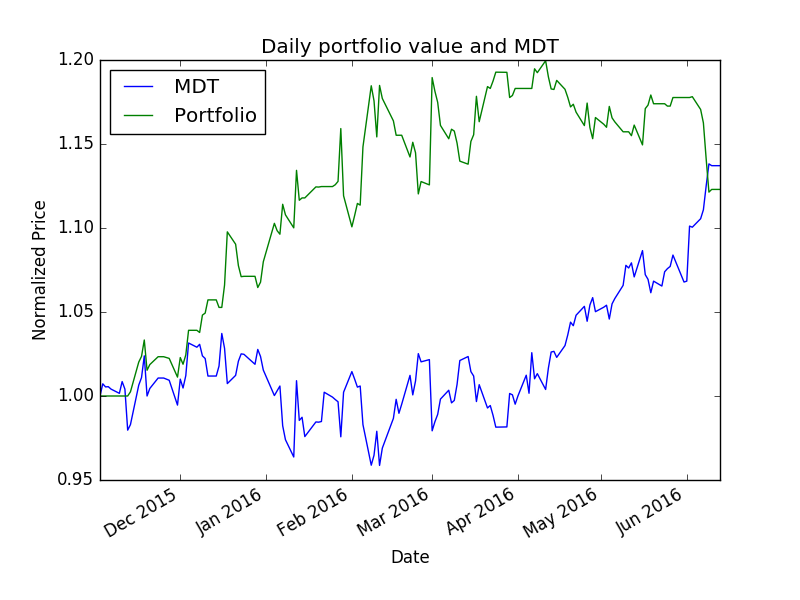 Daily portfolio value and MDT
1.20
1.15
1.10
1.05
1.00
0.95
Normalized Price
MDT
Portfolio
Dec 2015
Jan 2016
Feb 2016
Mar 2016
Apr 2016
May 2016
Jun 2016
Date